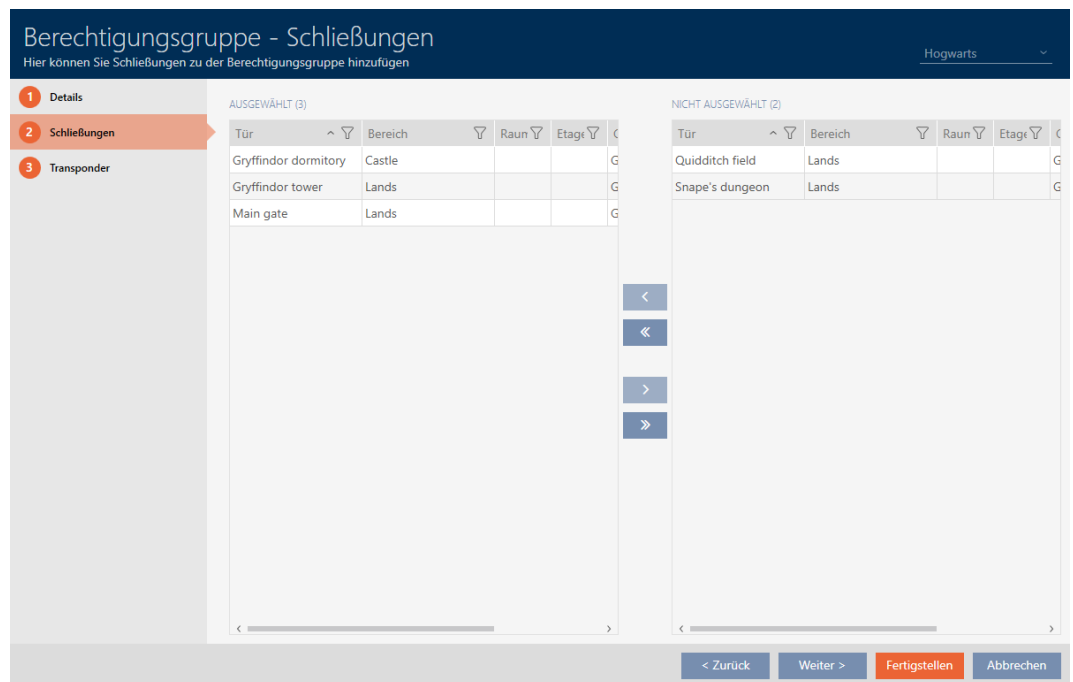 Berechtigungsgruppe - Schließungen
Hier können Sie Schließungen zu der Berechtigungsgruppe hinzufügen
Hogwarts
1 Details
2 Schließungen
3 Transponder
AUSGEWÄHLT (3)
Tür Bereich Raum Etage G
Gryffindor dormitory Castle G
Gryffindor tower Lands G
Main gate Lands G
NICHT AUSGEWÄHLT (2)
Tür Bereich Raum Etage G
Quidditch field Lands G
Snape's dungeon Lands G
< Zurück Weiter > Fertigstellen Abbrechen